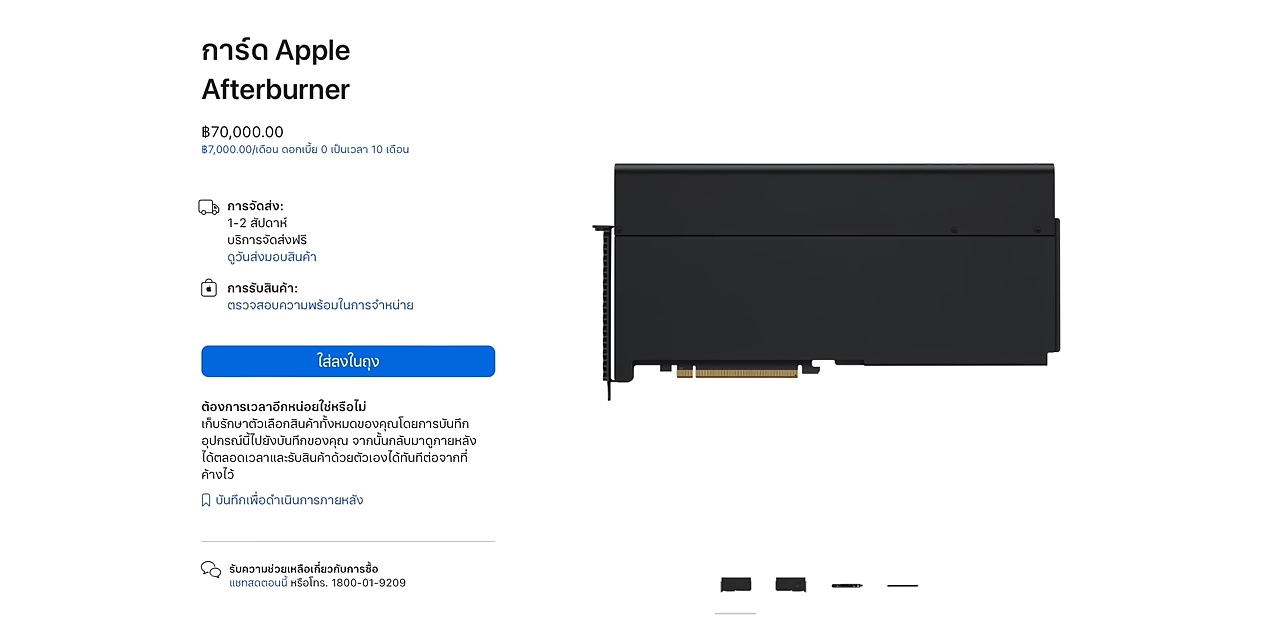 การ์ด Apple
Afterburner
฿70,000.00
฿7,000.00/เดือน ดอกเบี้ย 0 เป็นเวลา 10 เดือน
การจัดส่ง:
1-2 สัปดาห์
บริการจัดส่งฟรี
ดูวันส่งมอบสินค้า
การรับสินค้า:
ตรวจสอบความพร้อมในการจำหน่าย
ใส่ลงในถุง
ต้องการเวลาอีกหน่อยใช่หรือไม่
เก็บรักษาตัวเลือกสินค้าทั้งหมดของคุณโดยการบันทึก
อุปกรณ์นี้ไปยังบันทึกของคุณ จากนั้นกลับมาดูภายหลัง
ได้ตลอดเวลาและรับสินค้าด้วยตัวเองได้ทันทีต่อจากที่
ค้างไว้
บันทึกเพื่อดำเนินการภายหลัง
รับความช่วยเหลือเกี่ยวกับการซื้อ
แชทสดตอนนี้ หรือโทร. 1800-01-9209